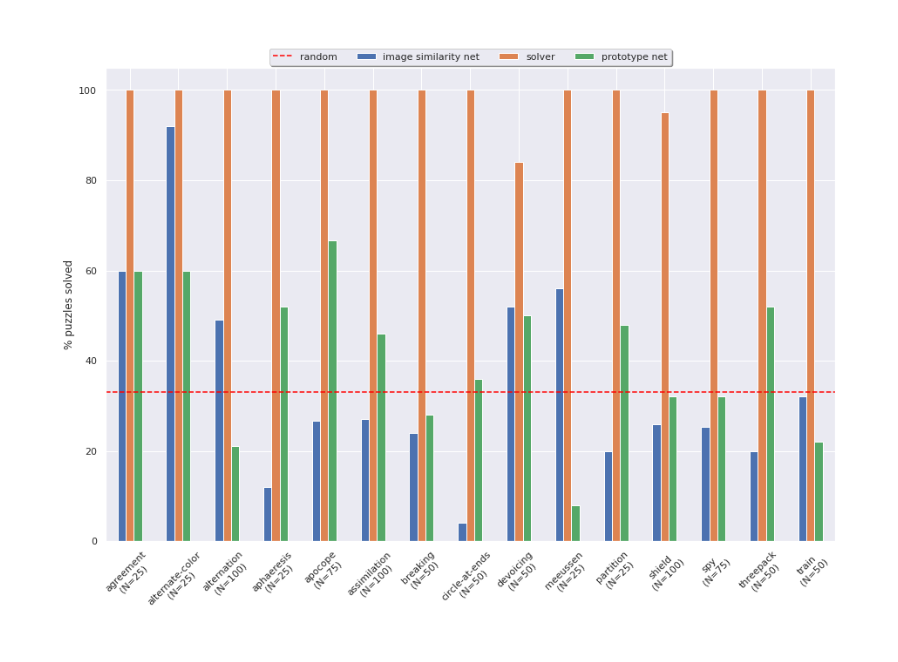 random image similarity net solver prototype net
% puzzles solved
100
80
60
40
20
0
agreement
(N=25)
alternate-color
(N=25)
alternation
(N=100)
aphaeresis
(N=25)
apocope
(N=75)
assimilation
(N=100)
breaking
(N=50)
circle-at-ends
(N=50)
devoicing
(N=50)
meeussen
(N=25)
partition
(N=25)
shield
(N=100)
spy
(N=75)
threepack
(N=50)
train
(N=50)